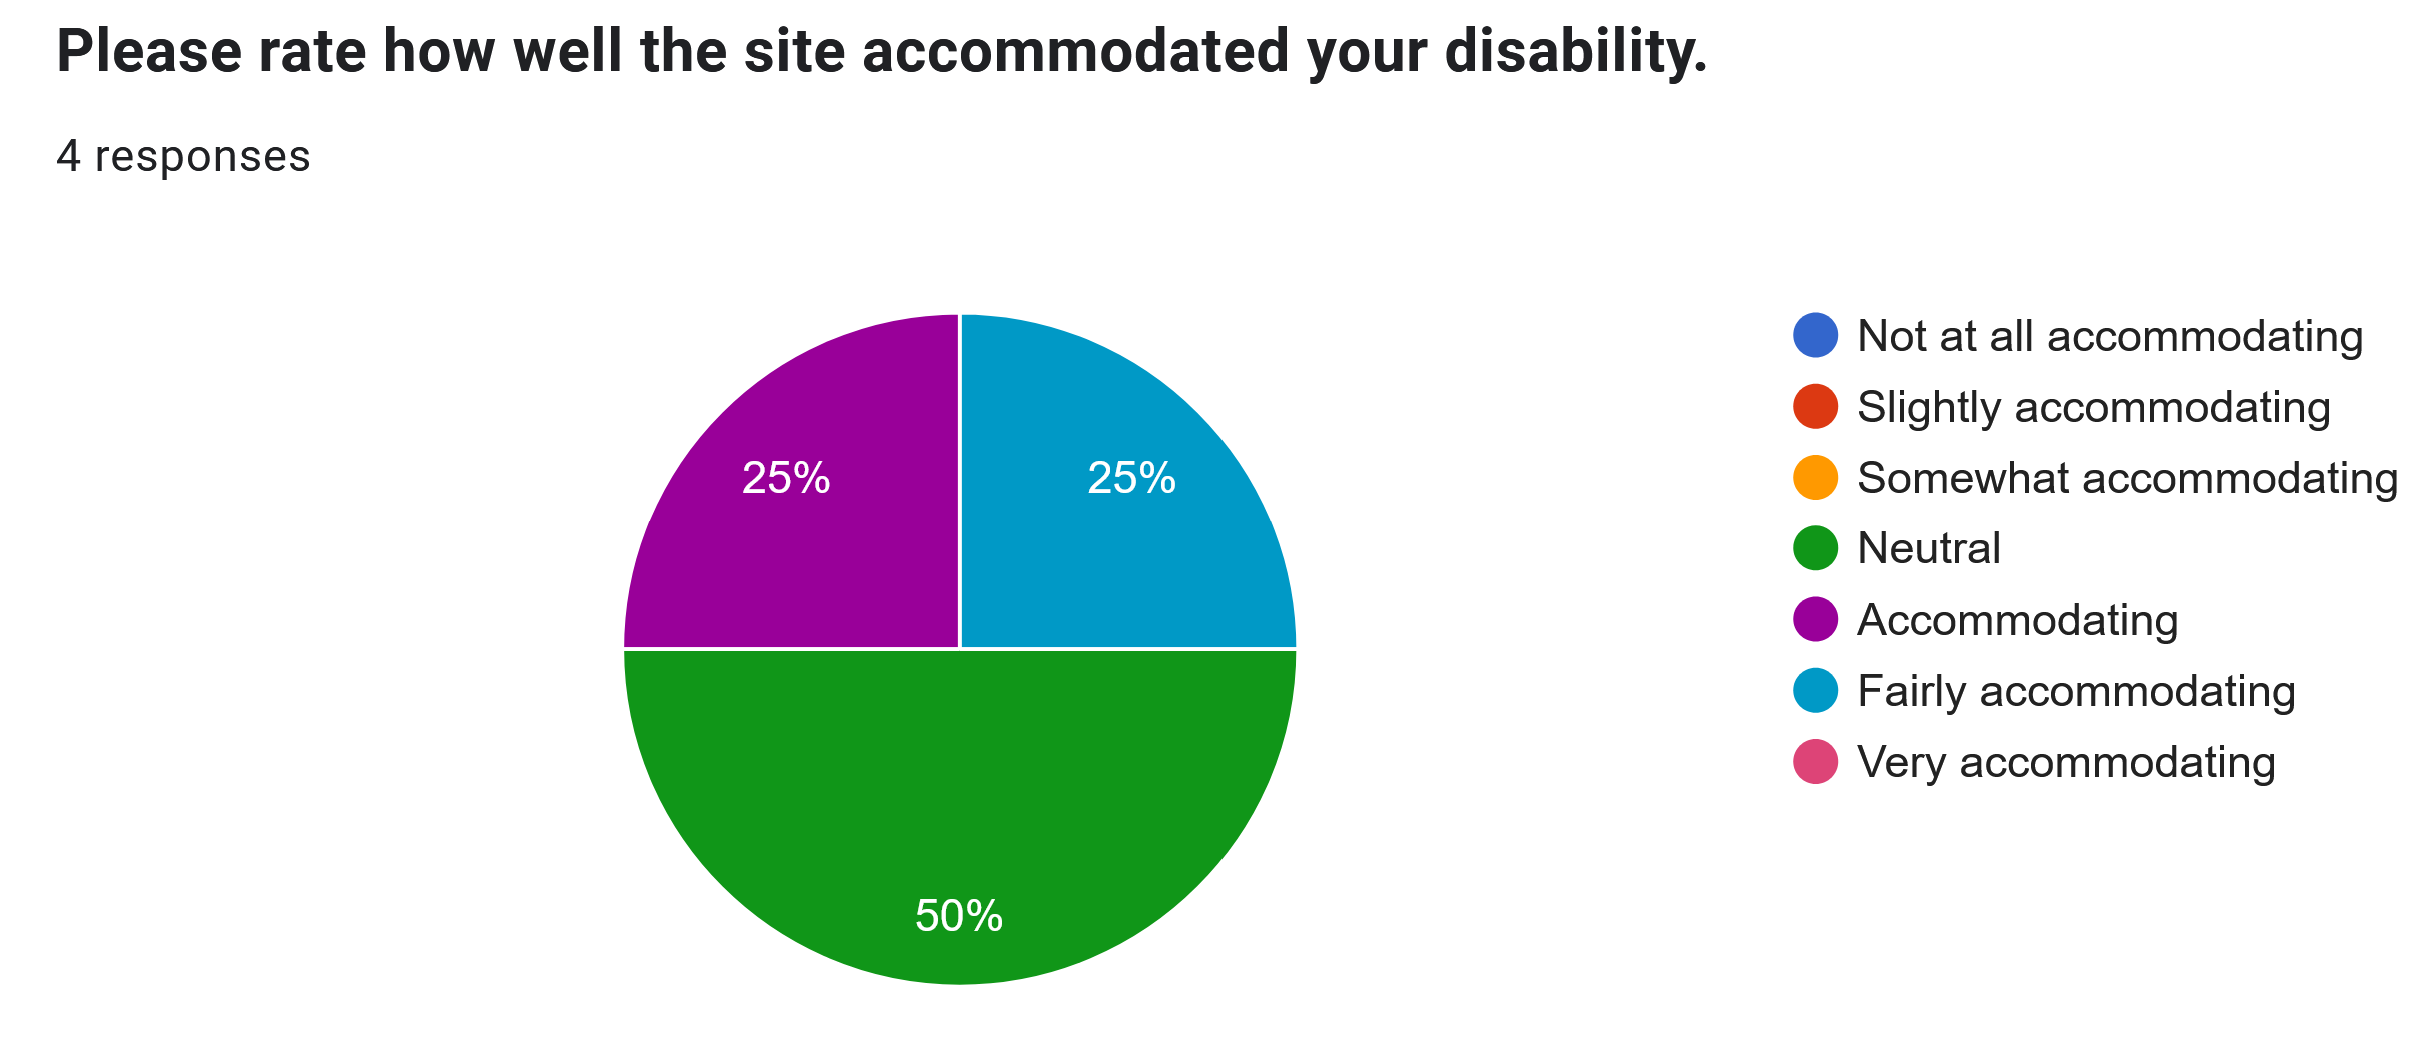 Please rate how well the site accommodated your disability.
4 responses
25%
25%
50%
Not at all accommodating
Slightly accommodating
Somewhat accommodating
Neutral
Accommodating
Fairly accommodating
Very accommodating